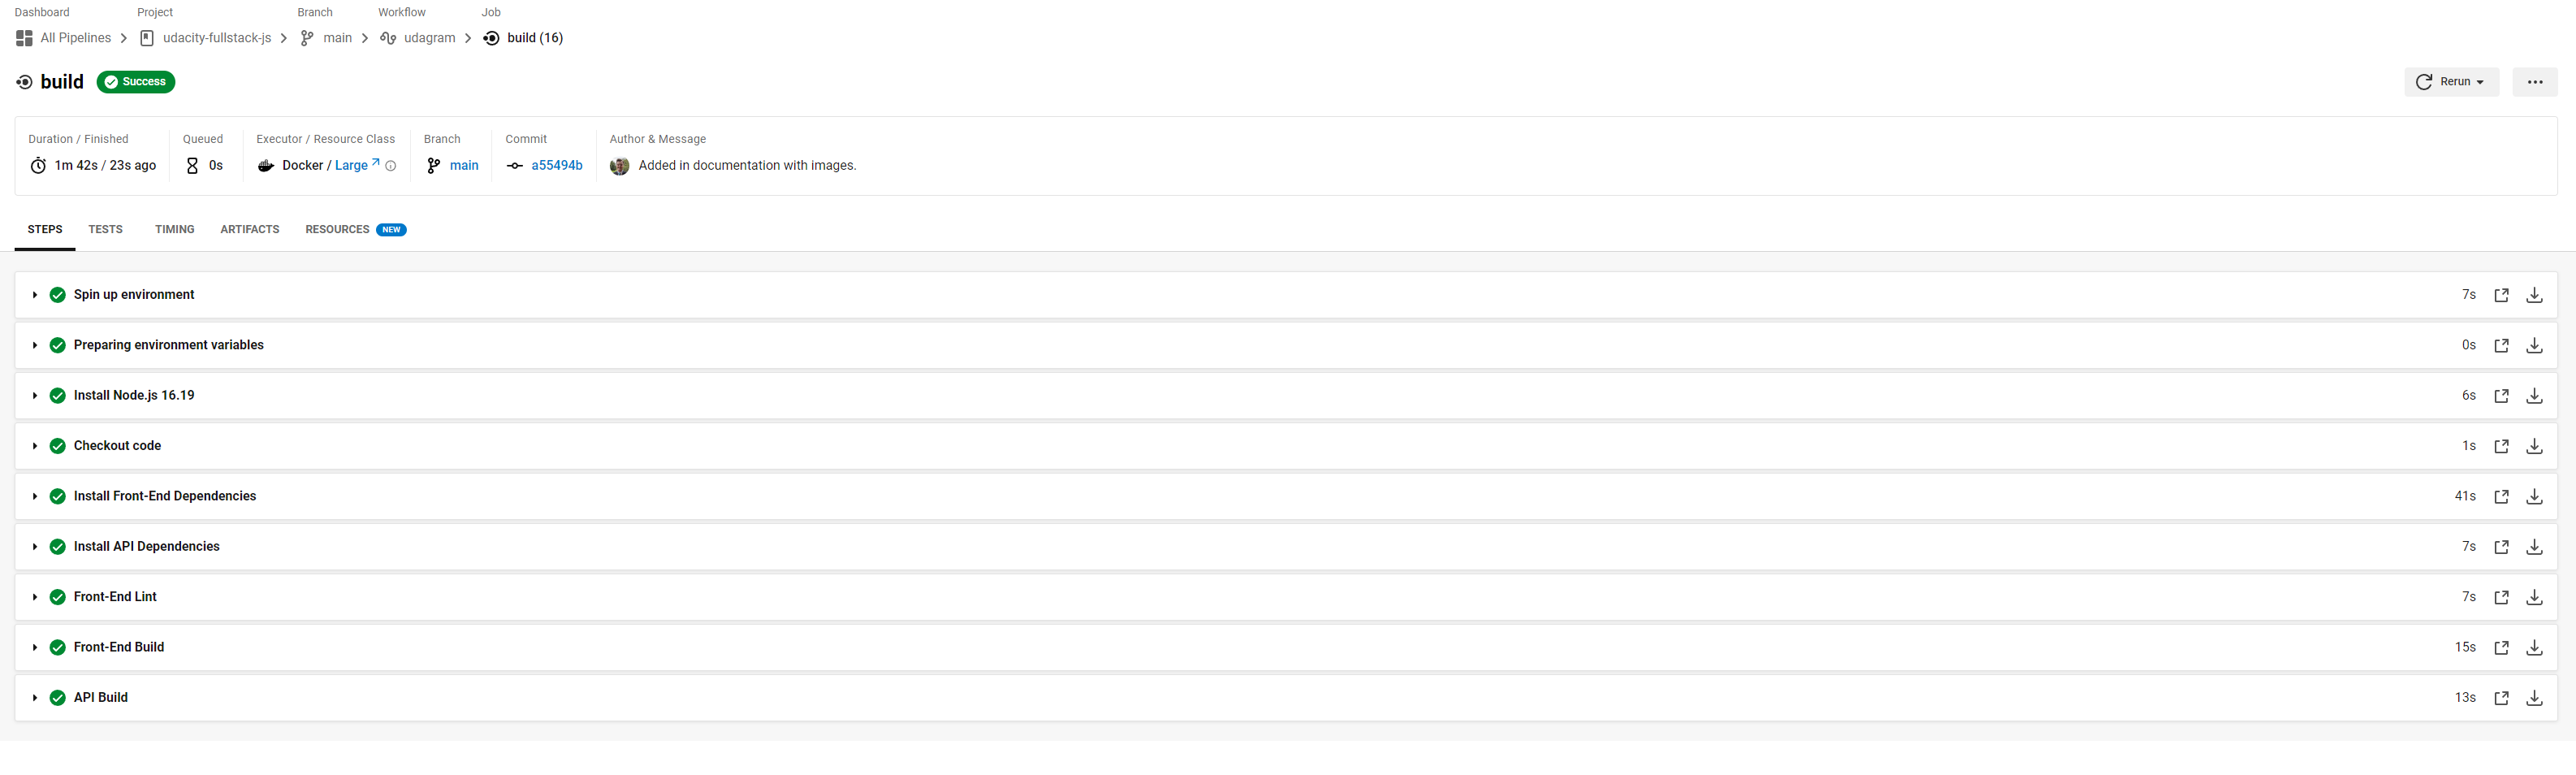 Dashboard Project Branch Workflow Job
All Pipelines udacity-fullstack-js main udagram build (16)
build Success Rerun
Duration / Finished Queued Executor / Resource Class Branch Commit Author & Message
1m 42s / 23s ago 0s Docker / Large main a55494b Added in documentation with images.
STEPS TESTS TIMING ARTIFACTS RESOURCES NEW
Spin up environment 7s
Preparing environment variables 0s
Install Node.js 16.19 6s
Checkout code 1s
Install Front-End Dependencies 41s
Install API Dependencies 7s
Front-End Lint 7s
Front-End Build 15s
API Build 13s